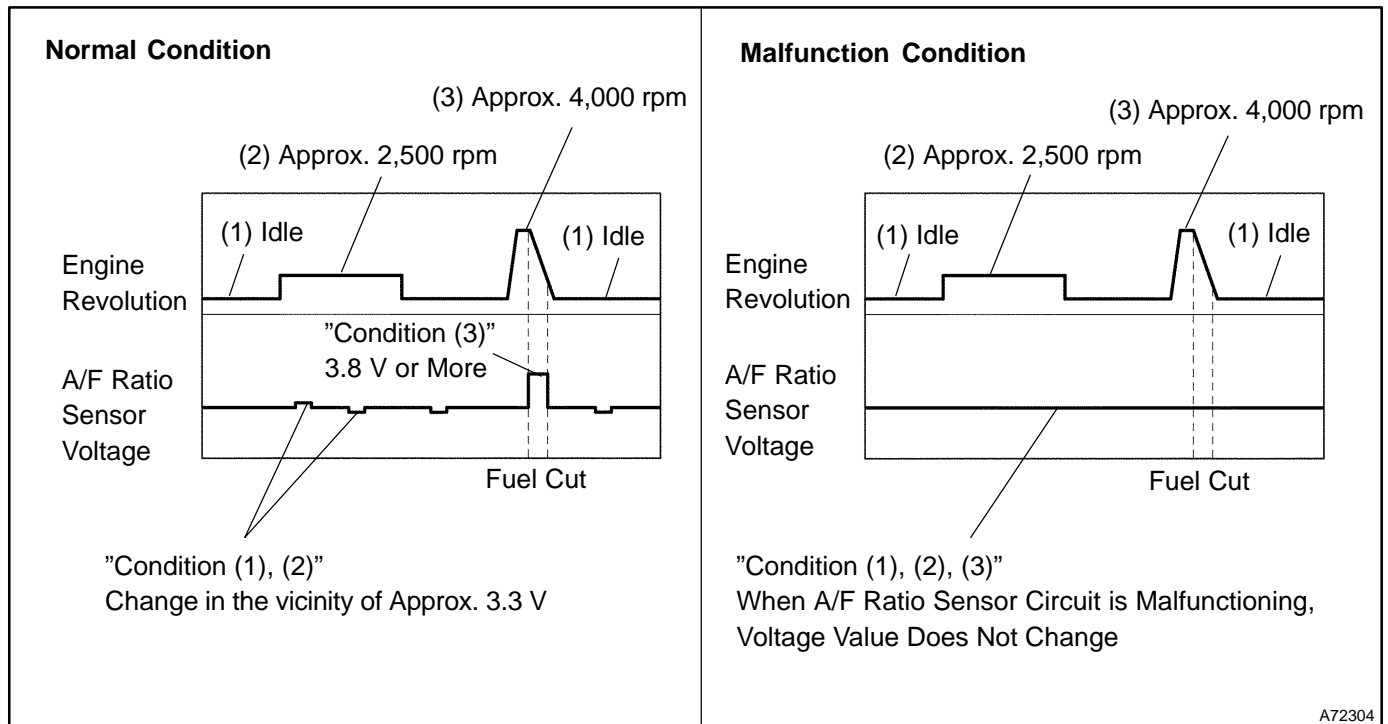 Normal Condition
(3) Approx. 4,000 rpm
(2) Approx. 2,500 rpm
(1) Idle
(1) Idle
Engine
Revolution
”Condition (3)”
3.8 V or More
A/F Ratio
Sensor
Voltage
Fuel Cut
”Condition (1), (2)”
Change in the vicinity of Approx. 3.3 V
Malfunction Condition
(3) Approx. 4,000 rpm
(2) Approx. 2,500 rpm
(1) Idle
(1) Idle
Engine
Revolution
A/F Ratio
Sensor
Voltage
Fuel Cut
”Condition (1), (2), (3)”
When A/F Ratio Sensor Circuit is Malfunctioning,
Voltage Value Does Not Change
A72304